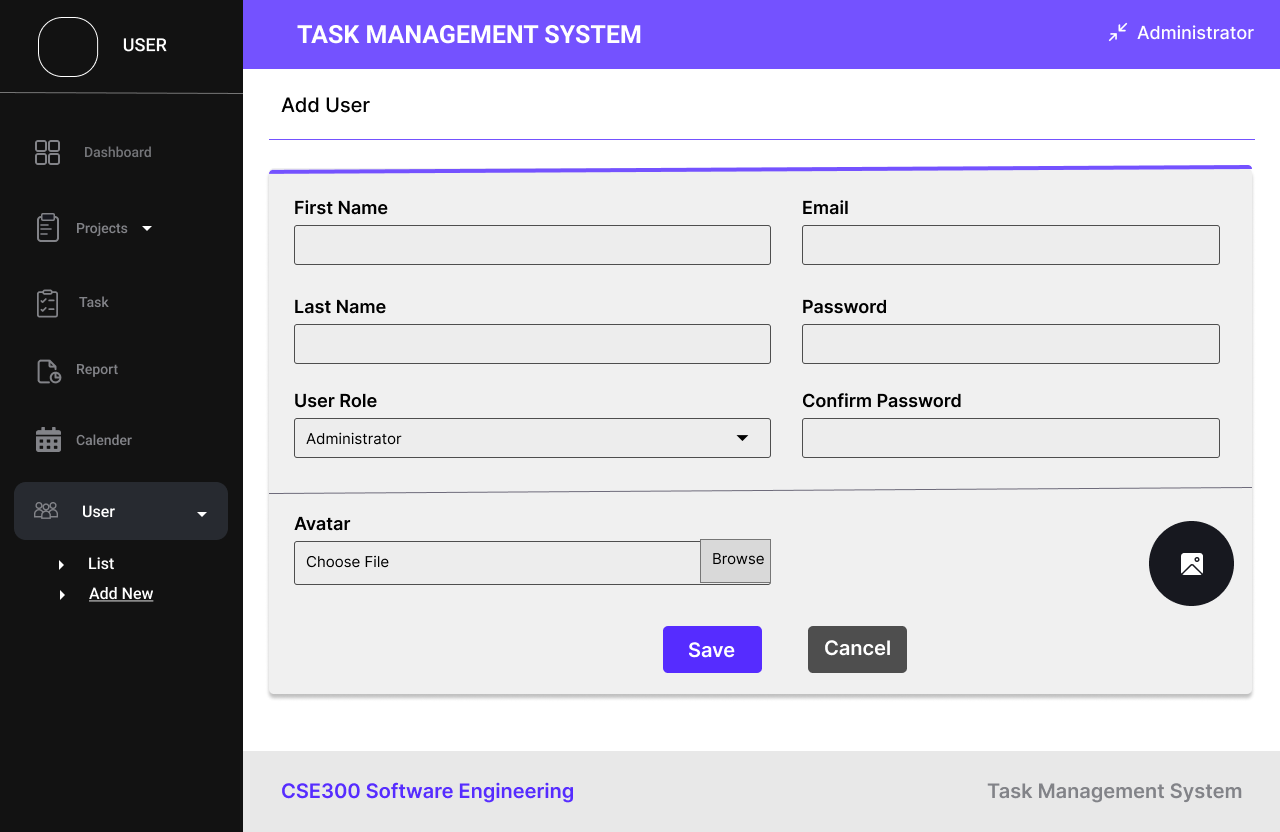 USER
TASK MANAGEMENT SYSTEM
Administrator
Dashboard
Projects
Task
Report
Calender
User
List
Add New
Add User
First Name
Email
Last Name
Password
User Role
Confirm Password
Administrator
Avatar
Choose File
Browse
Save
Cancel
CSE300 Software Engineering
Task Management System